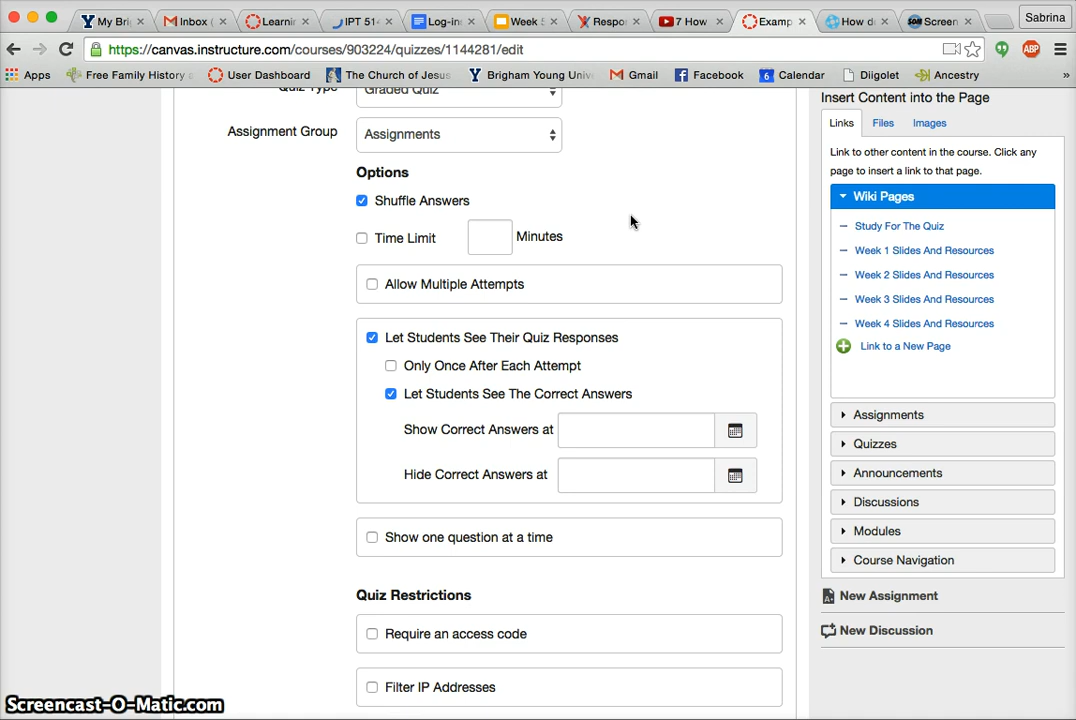 My Bri
Inbox (
Learnin
IPT 514
Log-in
Week 5
Respor
7 How
Examp
How do
Screen
Sabrina
https://canvas.instructure.com/courses/903224/quizzes/1144281/edit
Apps
Free Family History
User Dashboard
The Church of Jesus
Brigham Young Univ
Gmail
Facebook
6 Calendar
Diigolet
Ancestry
»
Quiz Type
Graded Quiz
Assignment Group
Assignments
Options
Shuffle Answers
Time Limit
Minutes
Allow Multiple Attempts
Let Students See Their Quiz Responses
Only Once After Each Attempt
Let Students See The Correct Answers
Show Correct Answers at
Hide Correct Answers at
Show one question at a time
Quiz Restrictions
Require an access code
Filter IP Addresses
Insert Content into the Page
Links Files Images
Link to other content in the course. Click any
page to insert a link to that page.
Wiki Pages
Study For The Quiz
Week 1 Slides And Resources
Week 2 Slides And Resources
Week 3 Slides And Resources
Week 4 Slides And Resources
Link to a New Page
Assignments
Quizzes
Announcements
Discussions
Modules
Course Navigation
New Assignment
New Discussion
Screencast-O-Matic.com